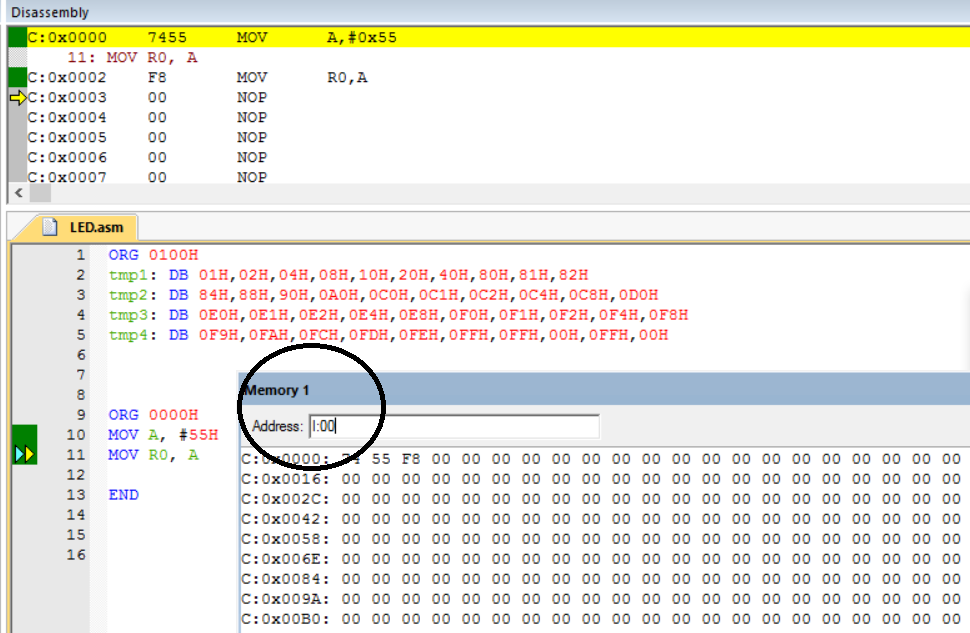 Disassembly
C:0x0000 7455 MOV A,#0x55
11: MOV R0, A
C:0x0002 F8 MOV R0,A
C:0x0003 00 NOP
C:0x0004 00 NOP
C:0x0005 00 NOP
C:0x0006 00 NOP
C:0x0007 00 NOP
LED.asm
1 ORG 0100H
2 tmp1: DB 01H,02H,04H,08H,10H,20H,40H,80H,81H,82H
3 tmp2: DB 84H,88H,90H,0A0H,0C0H,0C1H,0C2H,0C4H,0C8H,0D0H
4 tmp3: DB 0E0H,0E1H,0E2H,0E4H,0E8H,0F0H,0F1H,0F2H,0F4H,0F8H
5 tmp4: DB 0F9H,0FAH,0FCH,0FDH,0FEH,0FFH,0FFH,00H,0FFH,00H
6
7
8
9 ORG 0000H
10 MOV A, #55H
11 MOV R0, A
12
13 END
14
15
16
Memory 1
Address: I:00
C:0x0000: 74 55 F8 00 00 00 00 00 00 00 00 00 00 00 00 00 00 00 00 00 00
C:0x0016: 00 00 00 00 00 00 00 00 00 00 00 00 00 00 00 00 00 00 00 00 00
C:0x002C: 00 00 00 00 00 00 00 00 00 00 00 00 00 00 00 00 00 00 00 00 00
C:0x0042: 00 00 00 00 00 00 00 00 00 00 00 00 00 00 00 00 00 00 00 00 00
C:0x0058: 00 00 00 00 00 00 00 00 00 00 00 00 00 00 00 00 00 00 00 00 00
C:0x006E: 00 00 00 00 00 00 00 00 00 00 00 00 00 00 00 00 00 00 00 00 00
C:0x0084: 00 00 00 00 00 00 00 00 00 00 00 00 00 00 00 00 00 00 00 00 00
C:0x009A: 00 00 00 00 00 00 00 00 00 00 00 00 00 00 00 00 00 00 00 00 00
C:0x00B0: 00 00 00 00 00 00 00 00 00 00 00 00 00 00 00 00 00 00 00 00 00